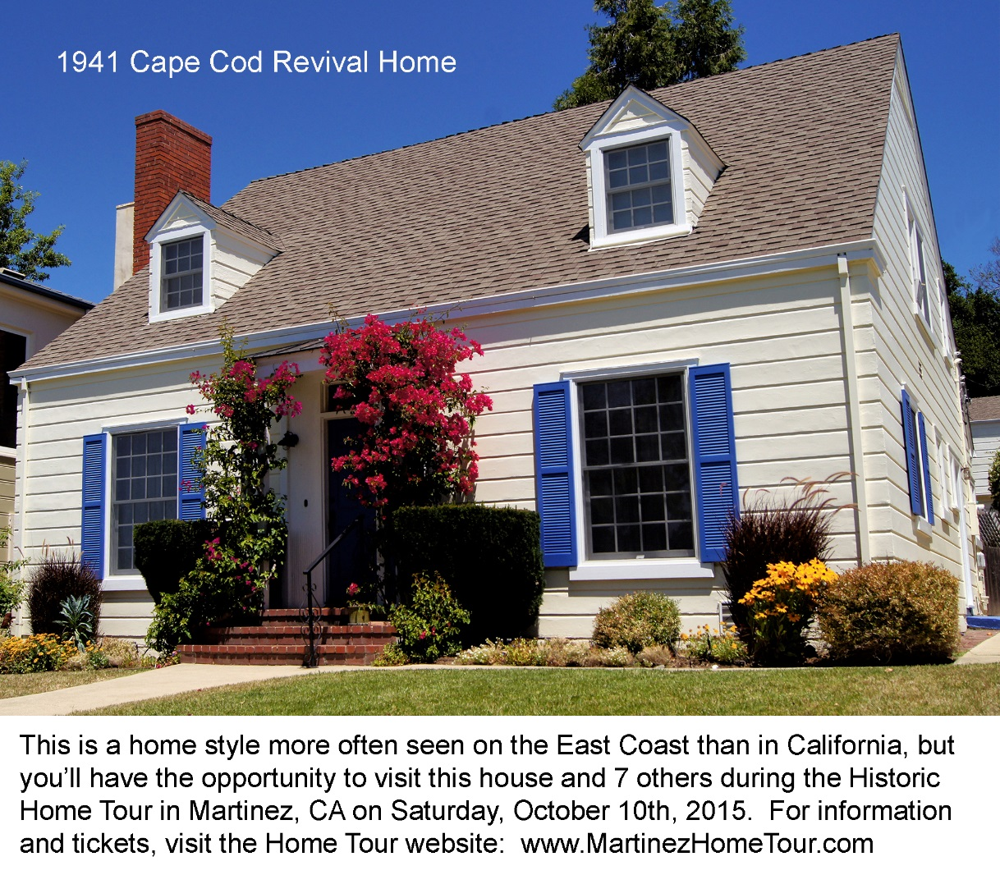 1941 Cape Cod Revival Home
This is a home style more often seen on the East Coast than in California, but
you’ll have the opportunity to visit this house and 7 others during the Historic
Home Tour in Martinez, CA on Saturday, October 10th, 2015.  For information
and tickets, visit the Home Tour website:  www.MartinezHomeTour.com